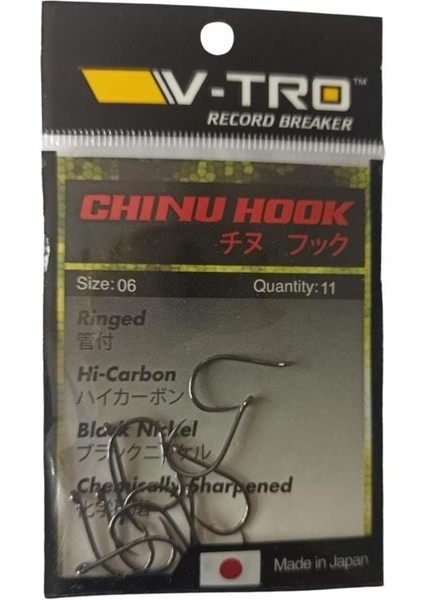 V-TRO™
RECORD BREAKER
CHINU HOOK
チヌ フック
Size: 06 Quantity: 11
Ringed
管付
Hi-Carbon
ハイカーボン
Black Nickel
ブラックニッケル
Chemically Sharpened
Made in Japan